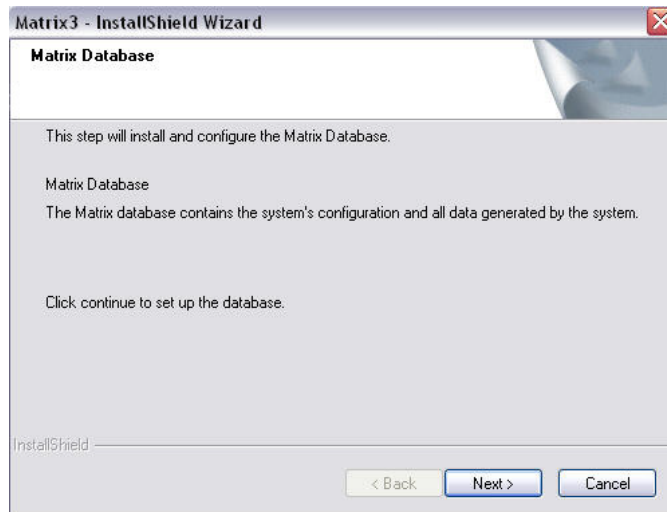 Matrix3 - InstallShield Wizard
Matrix Database
This step will install and configure the Matrix Database.
Matrix Database
The Matrix database contains the system's configuration and all data generated by the system.
Click continue to set up the database.
InstallShield
< Back Next > Cancel